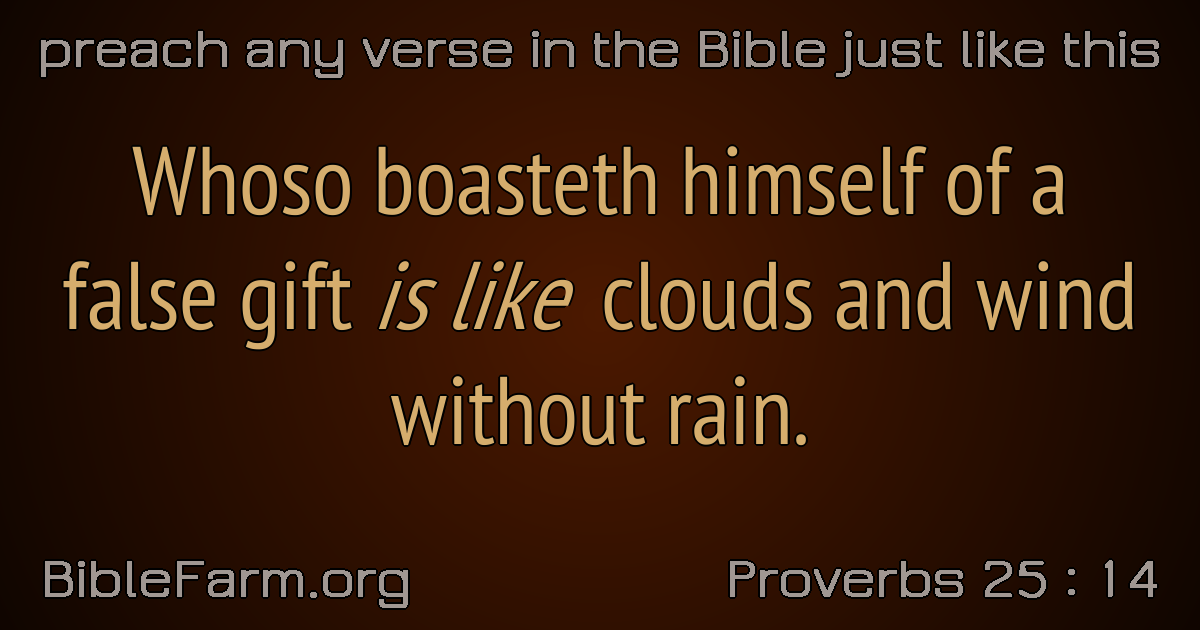 preach any verse in the Bible just like this
Whoso boasteth himself of a
false gift is like clouds and wind
without rain.
BibleFarm.org
Proverbs 25 : 14